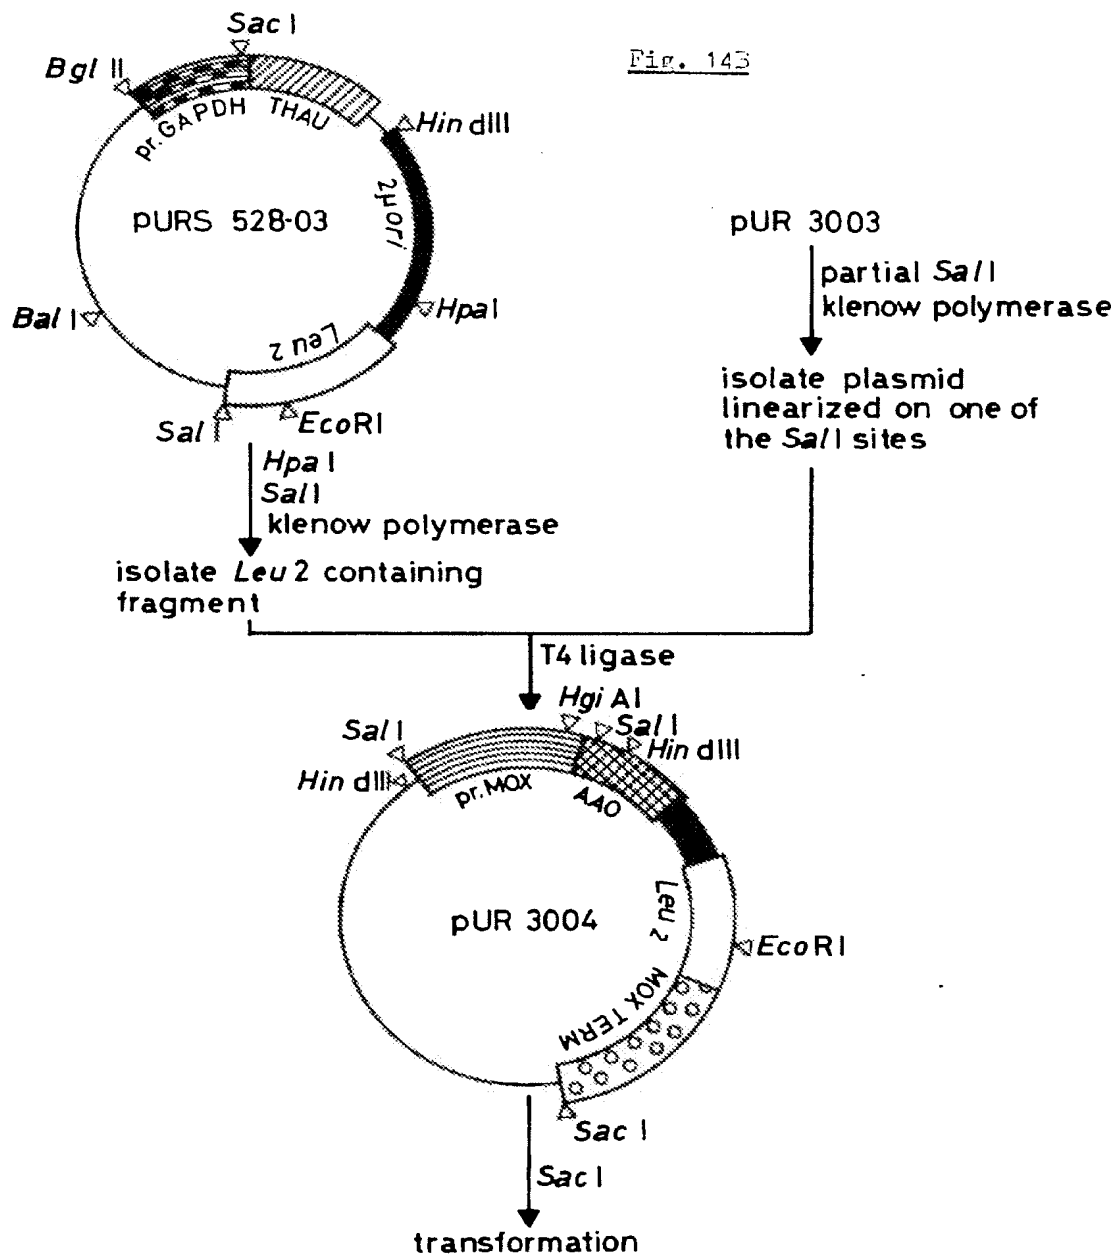 Fig. 14B
Sac I
Bgl II
pr.GAPDH
THAU
Hin dIII
2μ ori
pURS 528-03
Hpa I
Bal I
Leu 2
Sal I
EcoRI
Hpa I
Sal I
klenow polymerase
isolate Leu 2 containing
fragment
pUR 3003
partial Sal I
klenow polymerase
isolate plasmid
linearized on one of
the Sal I sites
T4 ligase
Hgi AI
Sal I
Hin dIII
Sal I
Hin dIII
pr.MOX
AAO
Leu 2
pUR 3004
EcoRI
MOX TERM
Sac I
Sac I
transformation